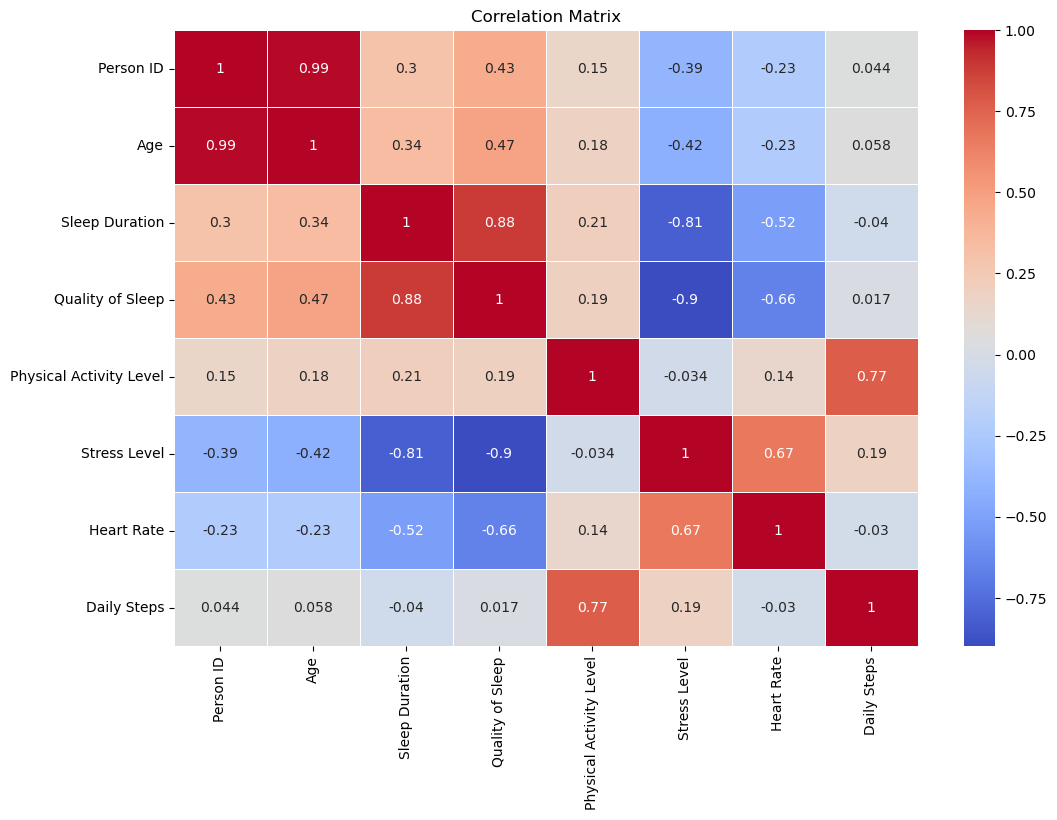 Correlation Matrix
Person ID 1 0.99 0.3 0.43 0.15 -0.39 -0.23 0.044
Age 0.99 1 0.34 0.47 0.18 -0.42 -0.23 0.058
Sleep Duration 0.3 0.34 1 0.88 0.21 -0.81 -0.52 -0.04
Quality of Sleep 0.43 0.47 0.88 1 0.19 -0.9 -0.66 0.017
Physical Activity Level 0.15 0.18 0.21 0.19 1 -0.034 0.14 0.77
Stress Level -0.39 -0.42 -0.81 -0.9 -0.034 1 0.67 0.19
Heart Rate -0.23 -0.23 -0.52 -0.66 0.14 0.67 1 -0.03
Daily Steps 0.044 0.058 -0.04 0.017 0.77 0.19 -0.03 1
Person ID
Age
Sleep Duration
Quality of Sleep
Physical Activity Level
Stress Level
Heart Rate
Daily Steps
1.00
0.75
0.50
0.25
0.00
−0.25
−0.50
−0.75